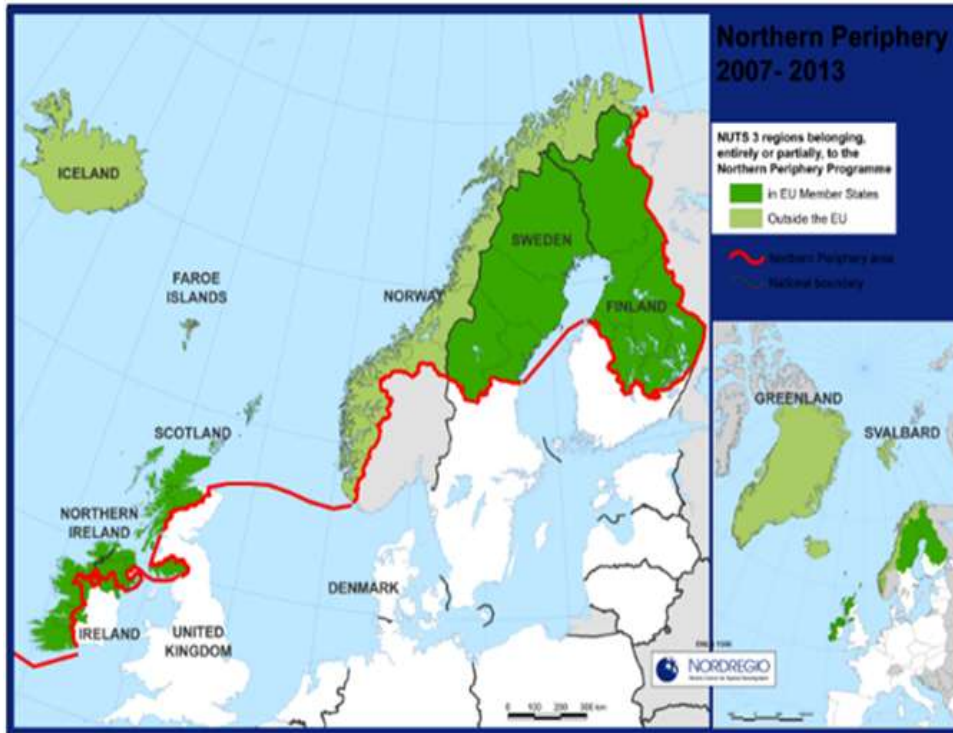 Northern Periphery
2007- 2013
NUTS 3 regions belonging,
entirely or partially, to the
Northern Periphery Programme
in EU Member States
Outside the EU
Northern Periphery area
National boundary
ICELAND
FAROE
ISLANDS
SWEDEN
NORWAY
FINLAND
SCOTLAND
NORTHERN
IRELAND
IRELAND
UNITED
KINGDOM
DENMARK
GREENLAND
SVALBARD
NORDREGIO
0 100 200 300 km